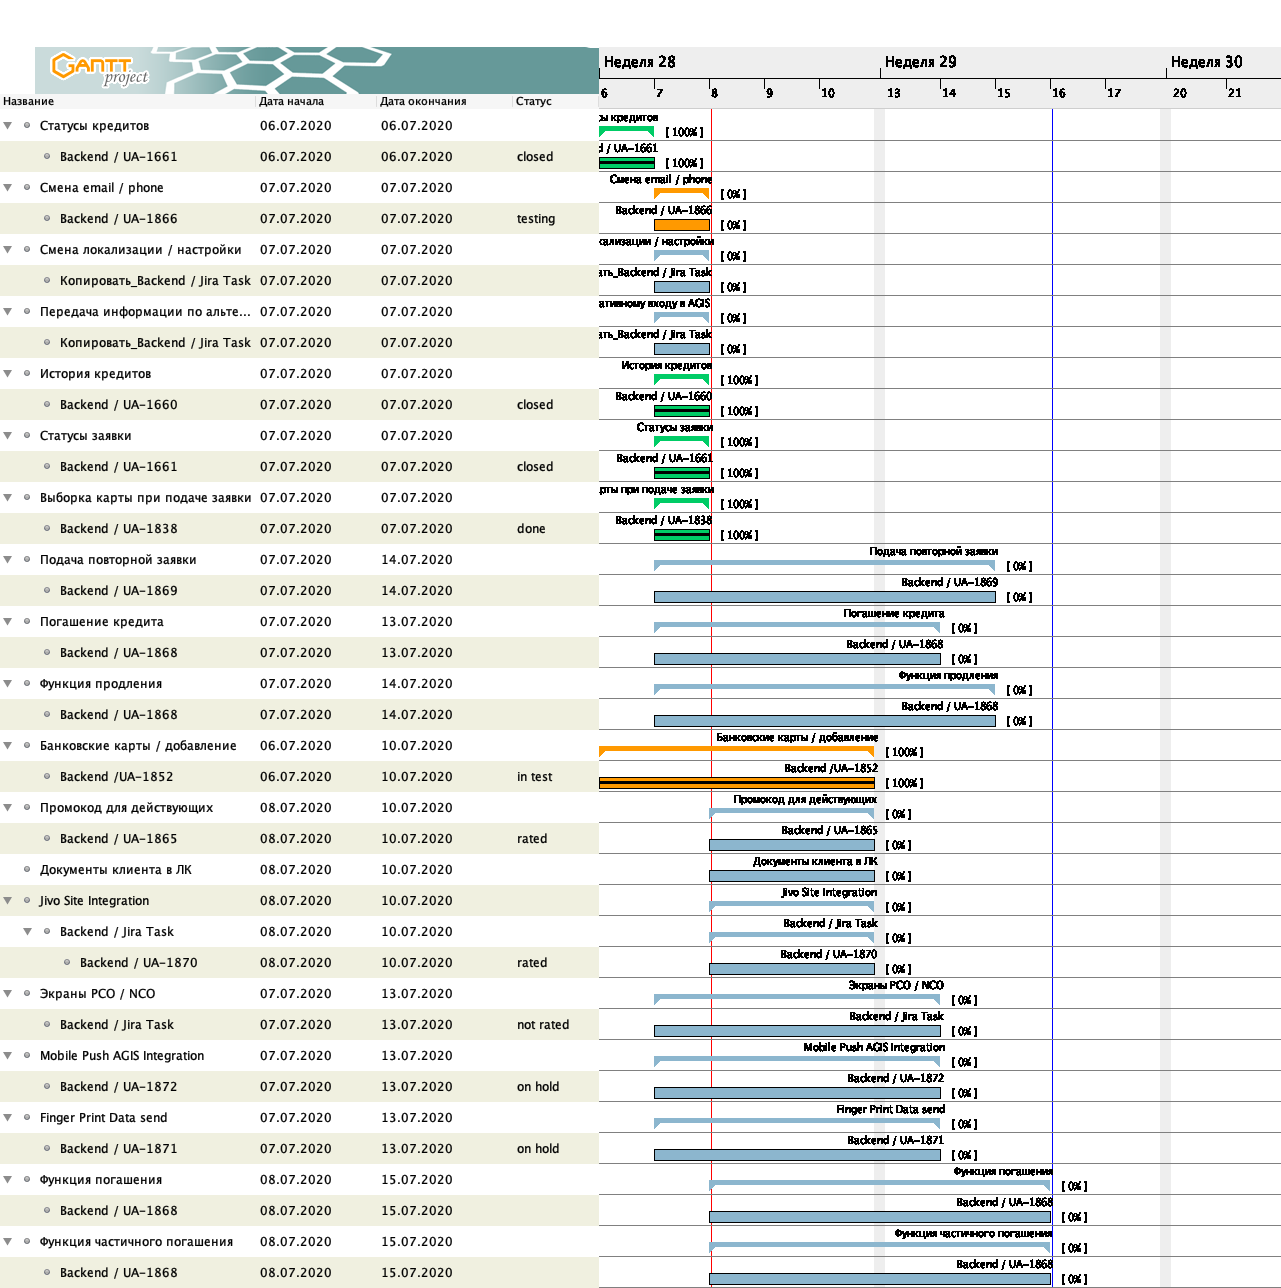 GANTT
project
Неделя 28 Неделя 29 Неделя 30
6 7 8 9 10 13 14 15 16 17 20 21
Название Дата начала Дата окончания Статус
Статусы кредитов 06.07.2020 06.07.2020 ы кредитов [ 100% ]
Backend / UA-1661 06.07.2020 06.07.2020 closed d / UA-1661 [ 100% ]
Смена email / phone 07.07.2020 07.07.2020 Смена email / phone [ 0% ]
Backend / UA-1866 07.07.2020 07.07.2020 testing Backend / UA-1866 [ 0% ]
Смена локализации / настройки 07.07.2020 07.07.2020 кализации / настройки [ 0% ]
Копировать_Backend / Jira Task 07.07.2020 07.07.2020 ать_Backend / Jira Task [ 0% ]
Передача информации по альте... 07.07.2020 07.07.2020 ативному входу в AGIS [ 0% ]
Копировать_Backend / Jira Task 07.07.2020 07.07.2020 ать_Backend / Jira Task [ 0% ]
История кредитов 07.07.2020 07.07.2020 История кредитов [ 100% ]
Backend / UA-1660 07.07.2020 07.07.2020 closed Backend / UA-1660 [ 100% ]
Статусы заявки 07.07.2020 07.07.2020 Статусы заявки [ 100% ]
Backend / UA-1661 07.07.2020 07.07.2020 closed Backend / UA-1661 [ 100% ]
Выборка карты при подаче заявки 07.07.2020 07.07.2020 рты при подаче заявки [ 100% ]
Backend / UA-1838 07.07.2020 07.07.2020 done Backend / UA-1838 [ 100% ]
Подача повторной заявки 07.07.2020 14.07.2020 Подача повторной заявки [ 0% ]
Backend / UA-1869 07.07.2020 14.07.2020 Backend / UA-1869 [ 0% ]
Погашение кредита 07.07.2020 13.07.2020 Погашение кредита [ 0% ]
Backend / UA-1868 07.07.2020 13.07.2020 Backend / UA-1868 [ 0% ]
Функция продления 07.07.2020 14.07.2020 Функция продления [ 0% ]
Backend / UA-1868 07.07.2020 14.07.2020 Backend / UA-1868 [ 0% ]
Банковские карты / добавление 06.07.2020 10.07.2020 Банковские карты / добавление [ 100% ]
Backend /UA-1852 06.07.2020 10.07.2020 in test Backend /UA-1852 [ 100% ]
Промокод для действующих 08.07.2020 10.07.2020 Промокод для действующих [ 0% ]
Backend / UA-1865 08.07.2020 10.07.2020 rated Backend / UA-1865 [ 0% ]
Документы клиента в ЛК 08.07.2020 10.07.2020 Документы клиента в ЛК [ 0% ]
Jivo Site Integration 08.07.2020 10.07.2020 Jivo Site Integration [ 0% ]
Backend / Jira Task 08.07.2020 10.07.2020 Backend / Jira Task [ 0% ]
Backend / UA-1870 08.07.2020 10.07.2020 rated Backend / UA-1870 [ 0% ]
Экраны PCO / NCO 07.07.2020 13.07.2020 Экраны PCO / NCO [ 0% ]
Backend / Jira Task 07.07.2020 13.07.2020 not rated Backend / Jira Task [ 0% ]
Mobile Push AGIS Integration 07.07.2020 13.07.2020 Mobile Push AGIS Integration [ 0% ]
Backend / UA-1872 07.07.2020 13.07.2020 on hold Backend / UA-1872 [ 0% ]
Finger Print Data send 07.07.2020 13.07.2020 Finger Print Data send [ 0% ]
Backend / UA-1871 07.07.2020 13.07.2020 on hold Backend / UA-1871 [ 0% ]
Функция погашения 08.07.2020 15.07.2020 Функция погашения [ 0% ]
Backend / UA-1868 08.07.2020 15.07.2020 Backend / UA-1868 [ 0% ]
Функция частичного погашения 08.07.2020 15.07.2020 Функция частичного погашения [ 0% ]
Backend / UA-1868 08.07.2020 15.07.2020 Backend / UA-1868 [ 0% ]